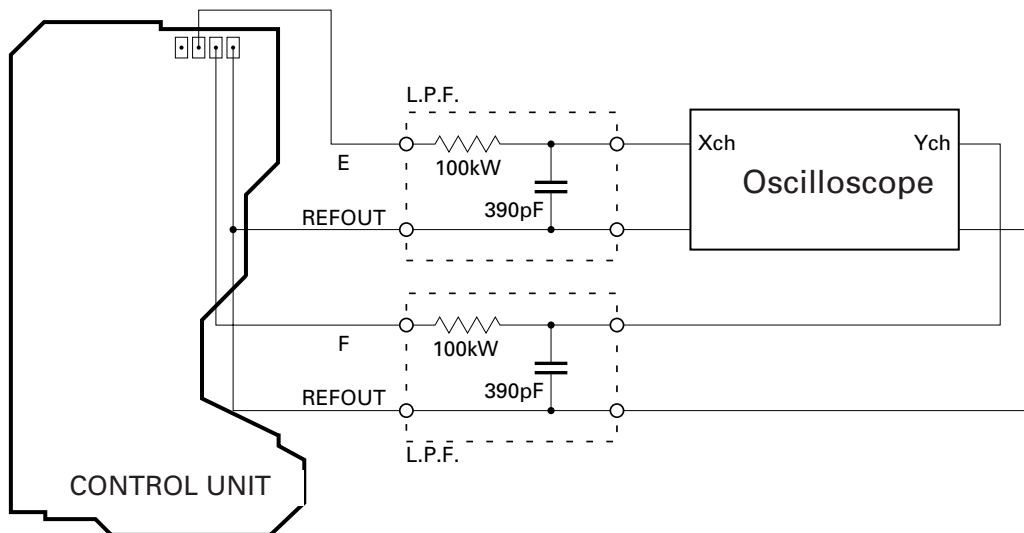 L.P.F.
E
100kW
390pF
REFOUT
Xch
Ych
Oscilloscope
F
100kW
390pF
REFOUT
L.P.F.
CONTROL UNIT